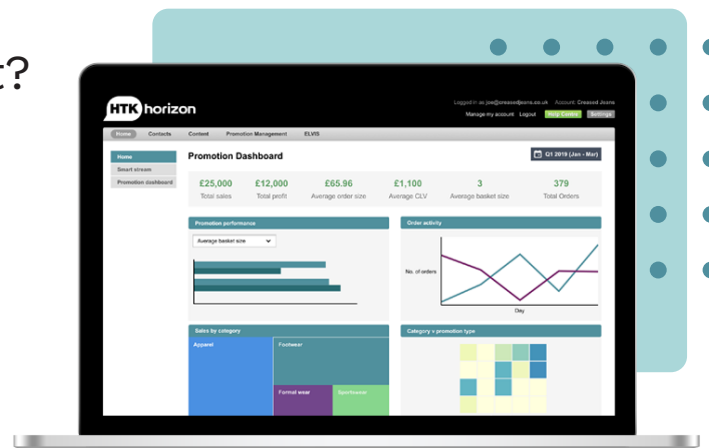 t?
HTK horizon
Logged in as joe@creasedjeans.co.uk Account: Creased Jeans
Manage my account Logout Help Centre Settings
Home Contacts Content Promotion Management ELVIS
Home
Smart stream
Promotion dashboard
Promotion Dashboard
Q1 2019 (Jan - Mar)
£25,000 £12,000 £65.96 £1,100 3 379
Total sales Total profit Average order size Average CLV Average basket size Total Orders
Promotion performance
Average basket size
Order activity
No. of orders
Day
Sales by category
Apparel
Footwear
Formal wear
Sportswear
Category v promotion type